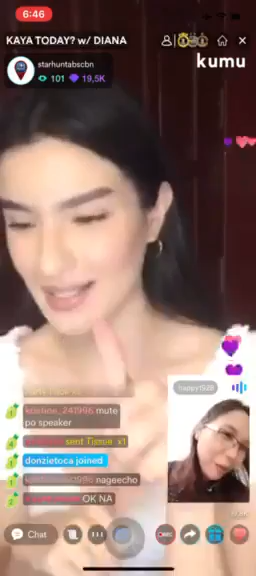 6:46
KAYA TODAY? w/ DIANA
starhuntabscbn
101 19,5K
kumu
happy1928
mute
po speaker
sent Tissue x1
donzietoca joined
nageecho
OK NA
Chat